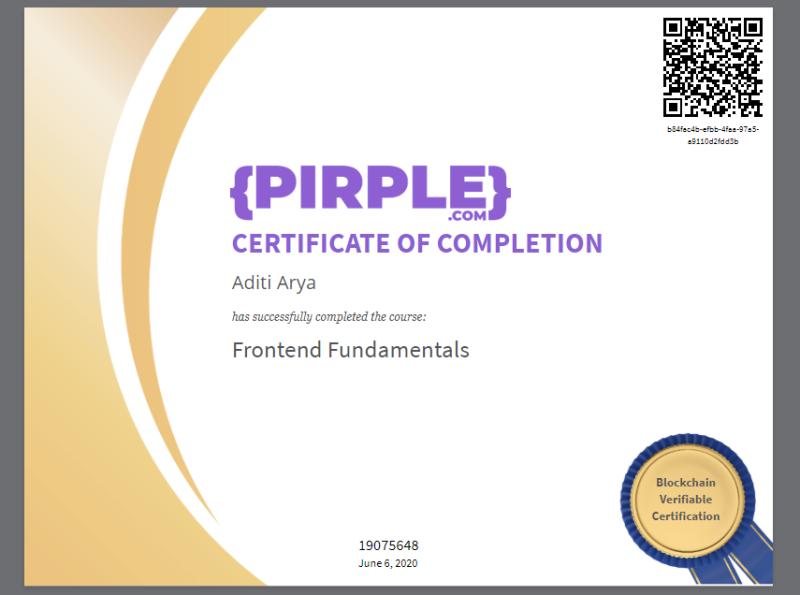 b84fac4b-efbb-4faa-97a5-
a9110d2fdd3b
{PIRPLE}
.COM
CERTIFICATE OF COMPLETION
Aditi Arya
has successfully completed the course:
Frontend Fundamentals
Blockchain
Verifiable
Certification
19075648
June 6, 2020